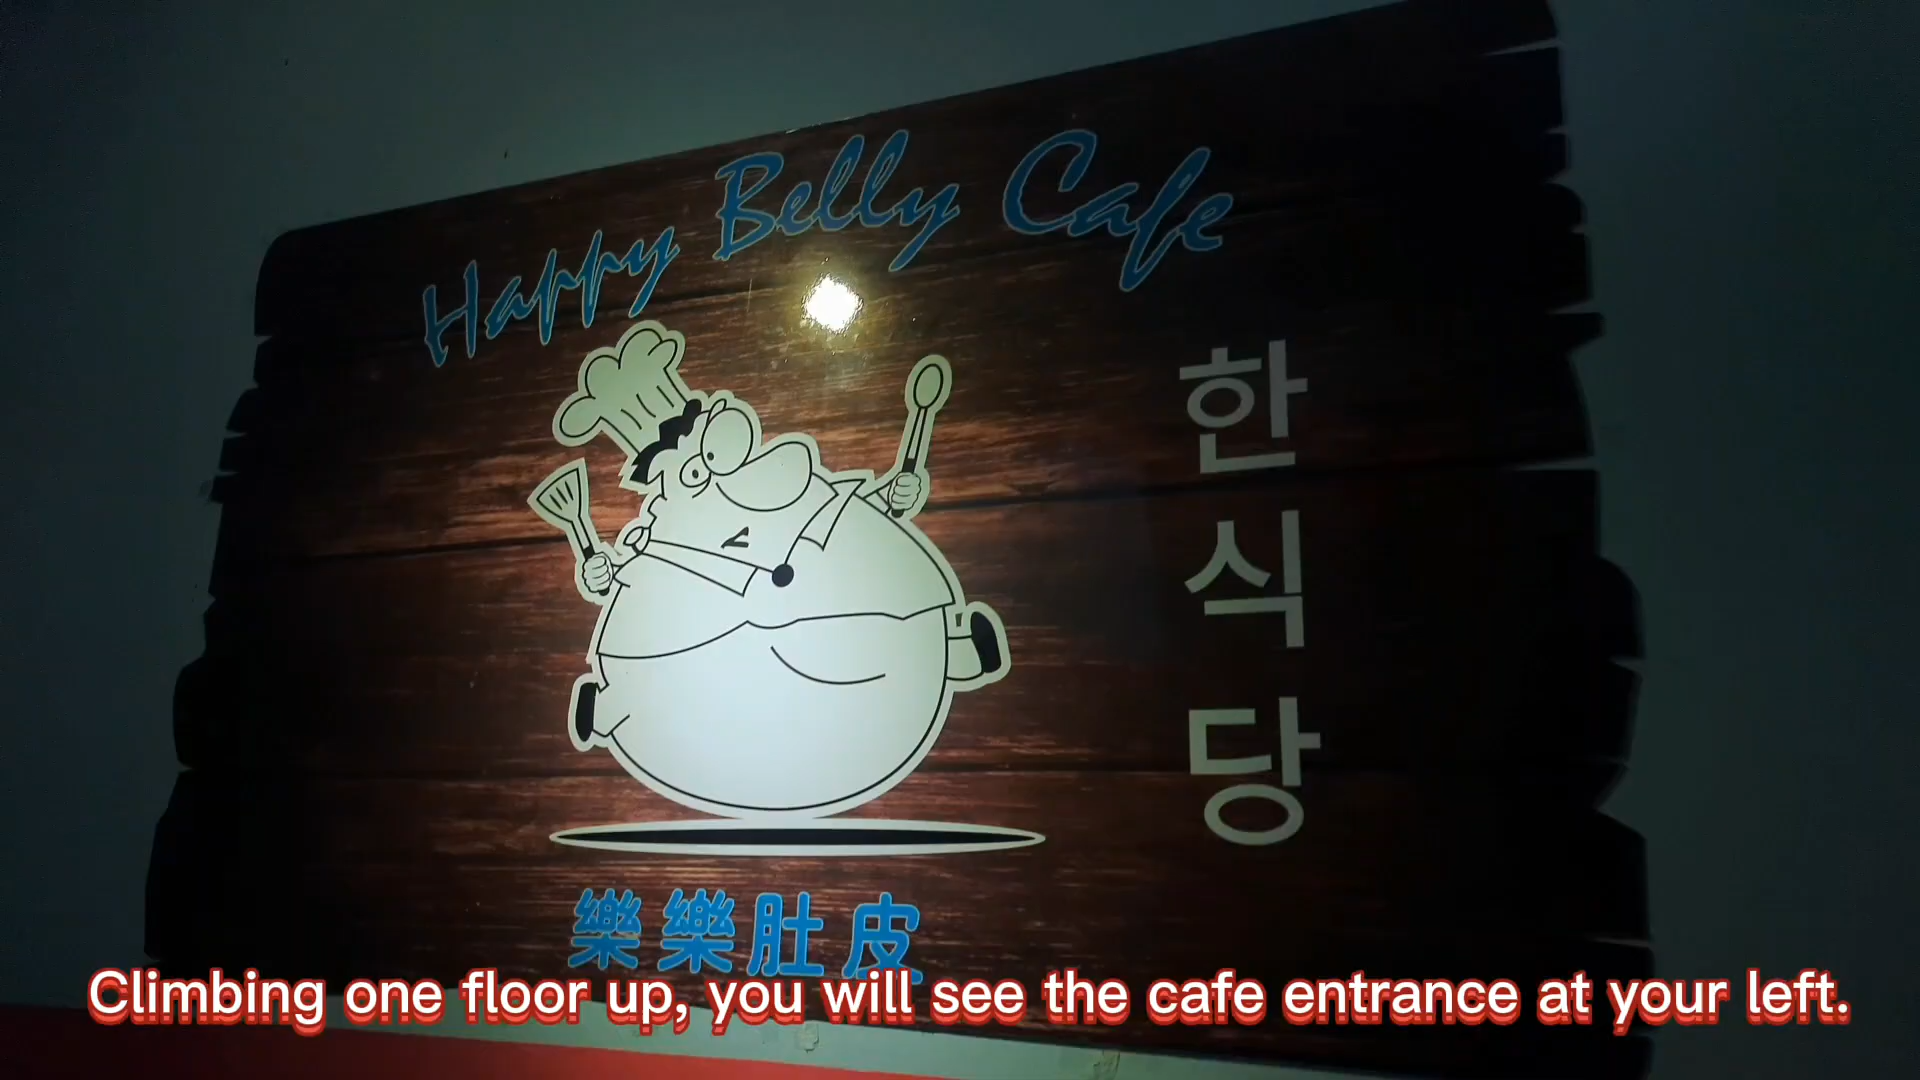 Happy Belly Cafe
한
식
당
樂樂肚皮
Climbing one floor up, you will see the cafe entrance at your left.